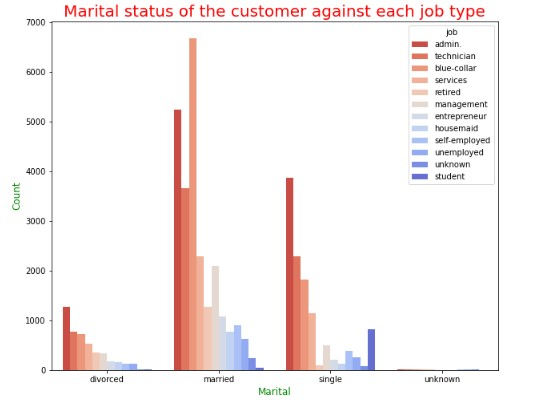 Marital status of the customer against each job type
7000
6000
5000
4000
3000
2000
1000
0
Count
job
admin.
technician
blue-collar
services
retired
management
entrepreneur
housemaid
self-employed
unemployed
unknown
student
divorced
married
single
unknown
Marital